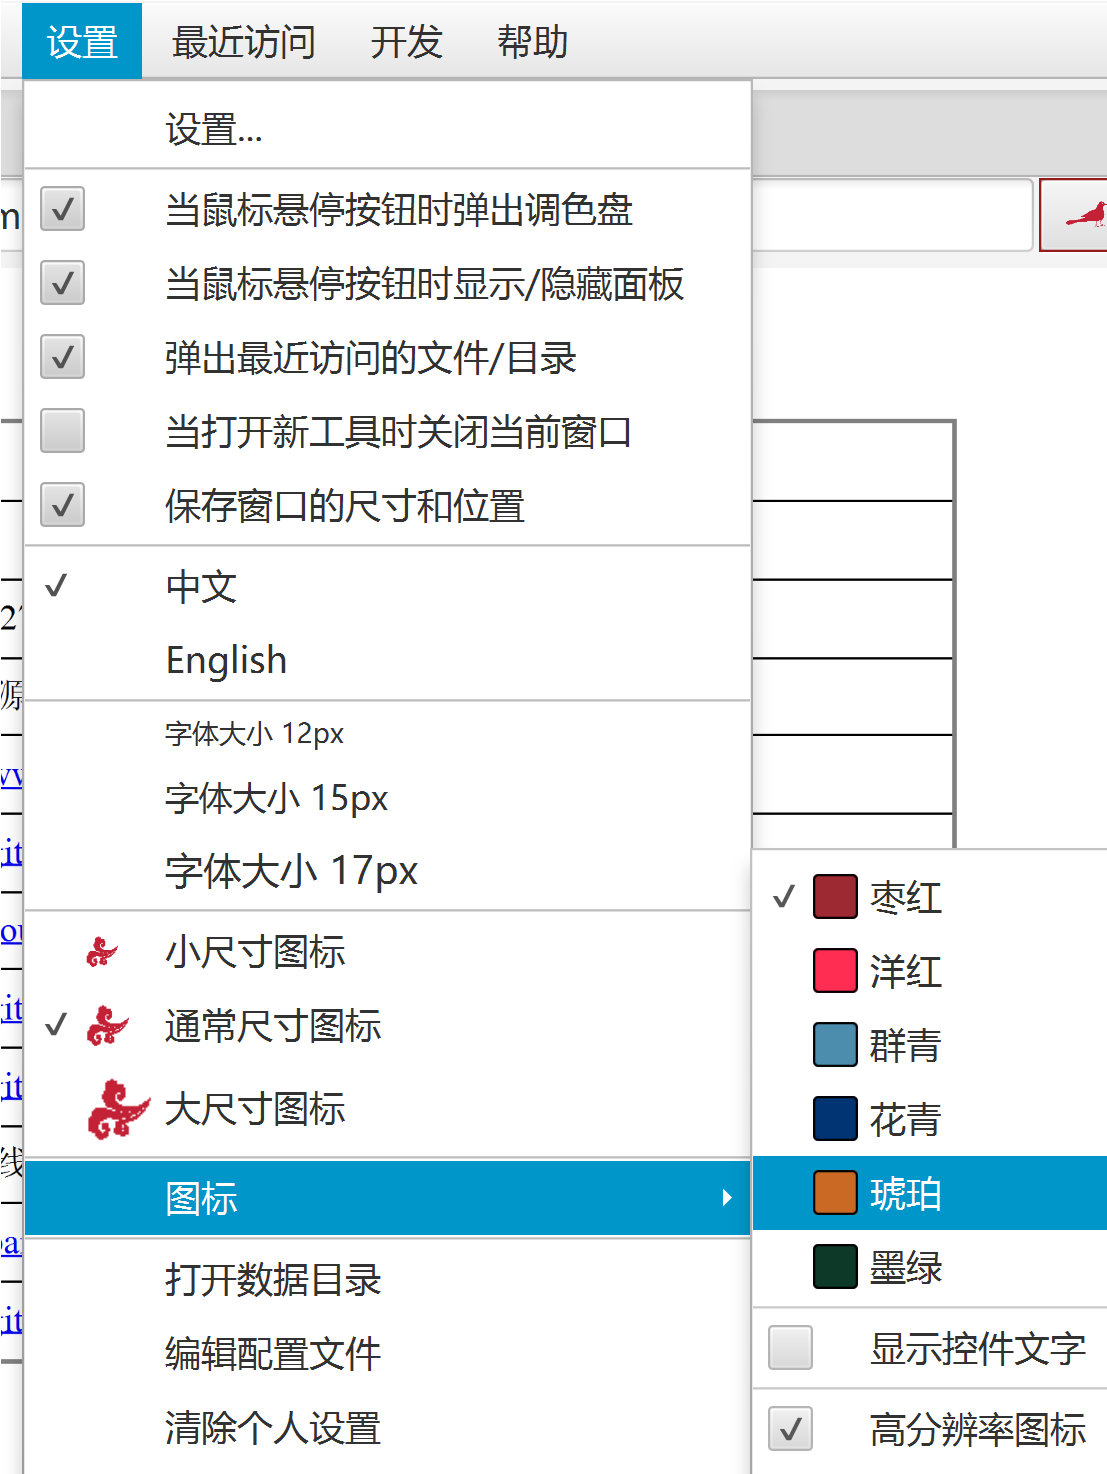 设置 最近访问 开发 帮助
设置...
m
当鼠标悬停按钮时弹出调色盘
当鼠标悬停按钮时显示/隐藏面板
弹出最近访问的文件/目录
当打开新工具时关闭当前窗口
保存窗口的尺寸和位置
中文
2
English
源
字体大小 12px
字体大小 15px
git
字体大小 17px
枣红
小尺寸图标
洋红
git
通常尺寸图标
群青
git
大尺寸图标
花青
线
图标
琥珀
墨绿
打开数据目录
git
显示控件文字
编辑配置文件
清除个人设置
高分辨率图标